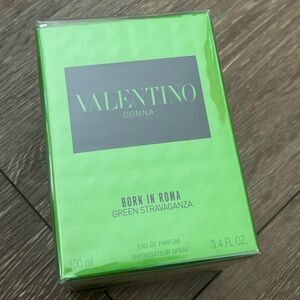 VALENTINO
DONNA
BORN IN ROMA
GREEN STRAVAGANZA
EAU DE PARFUM
100 ml VAPORISATEUR SPRAY 3.4 FL.OZ.